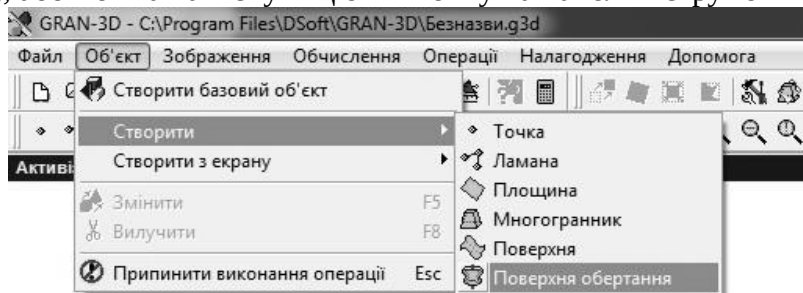 GRAN-3D - C:\Program Files\DSoft\GRAN-3D\Безназви.g3d
Файл Об'єкт Зображення Обчислення Операції Налагодження Допомога
Створити базовий об'єкт
Створити
Створити з екрану
Активі
Змінити F5
Вилучити F8
Припинити виконання операції Esc
Точка
Ламана
Площина
Многогранник
Поверхня
Поверхня обертання